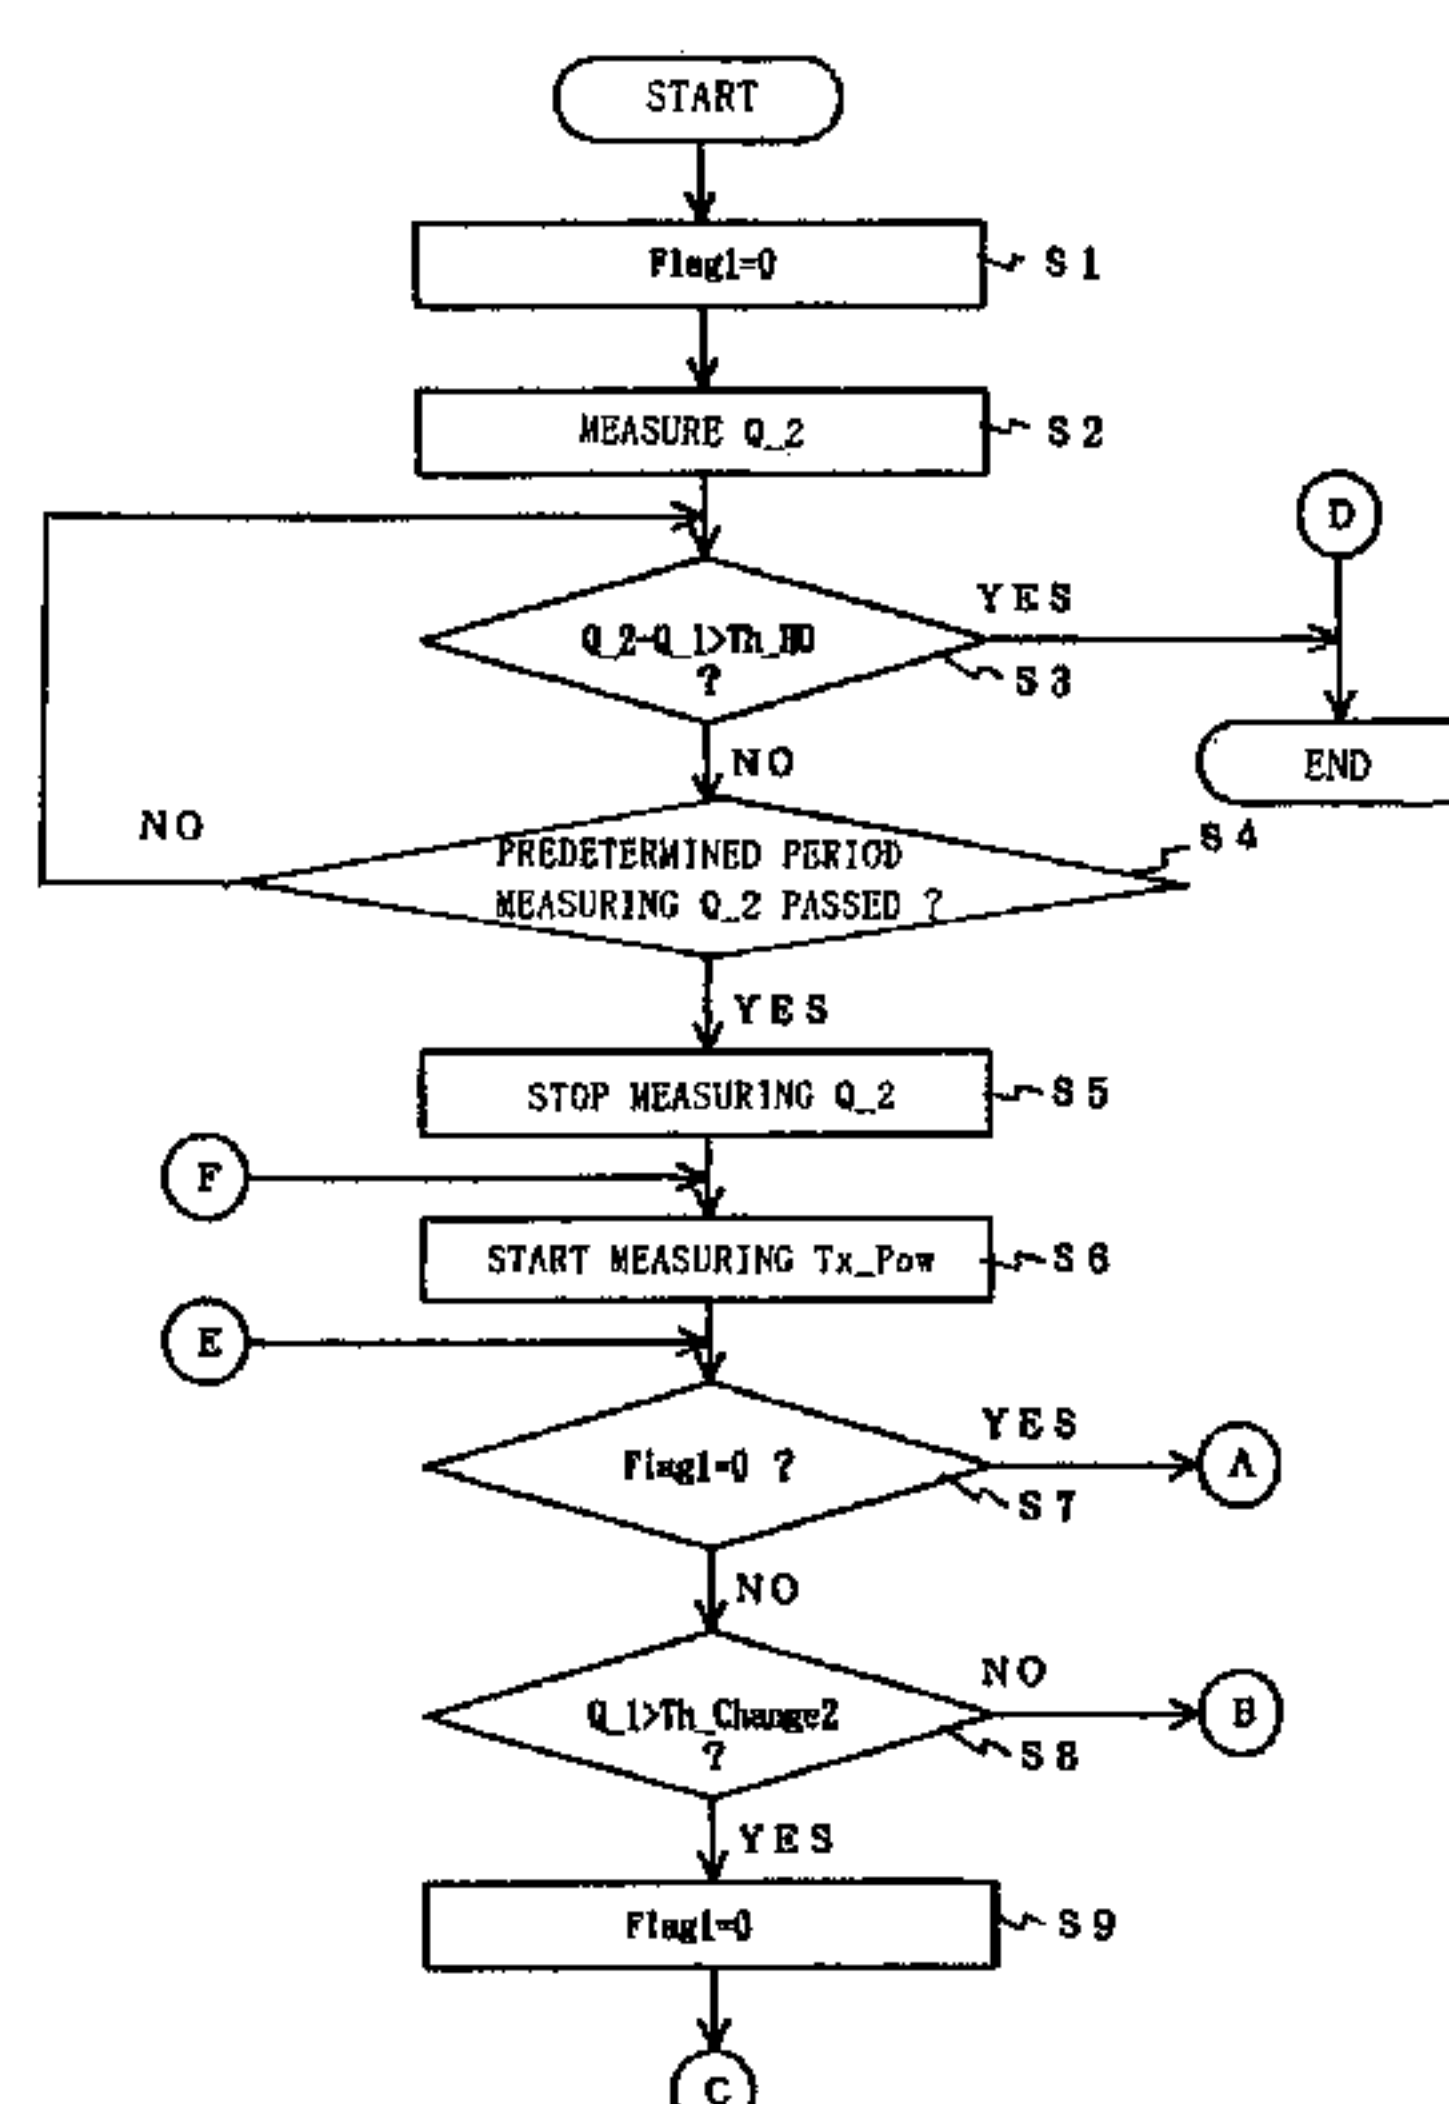 START
Flag1=0
S1
MEASURE Q_2
S2
D
YES
Q_2-Q_1>Th_HO
?
S3
NO
END
NO
S4
PREDETERMINED PERIOD
MEASURING Q_2 PASSED ?
YES
STOP MEASURING Q_2
S5
F
START MEASURING Tx_Pow
S6
E
YES
Flag1=0 ?
A
S7
NO
NO
Q_1>Th_Change2
B
?
S8
YES
Flag1=0
S9
C